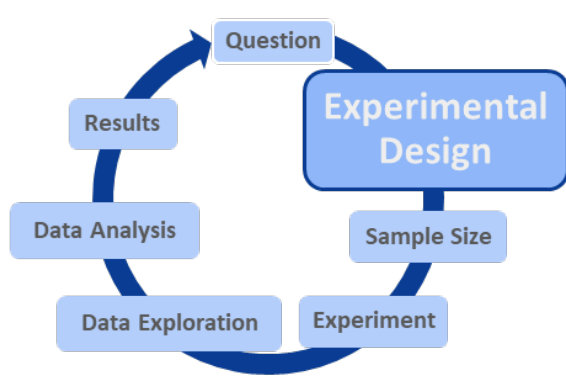 Question
Experimental
Design
Sample Size
Experiment
Data Exploration
Data Analysis
Results